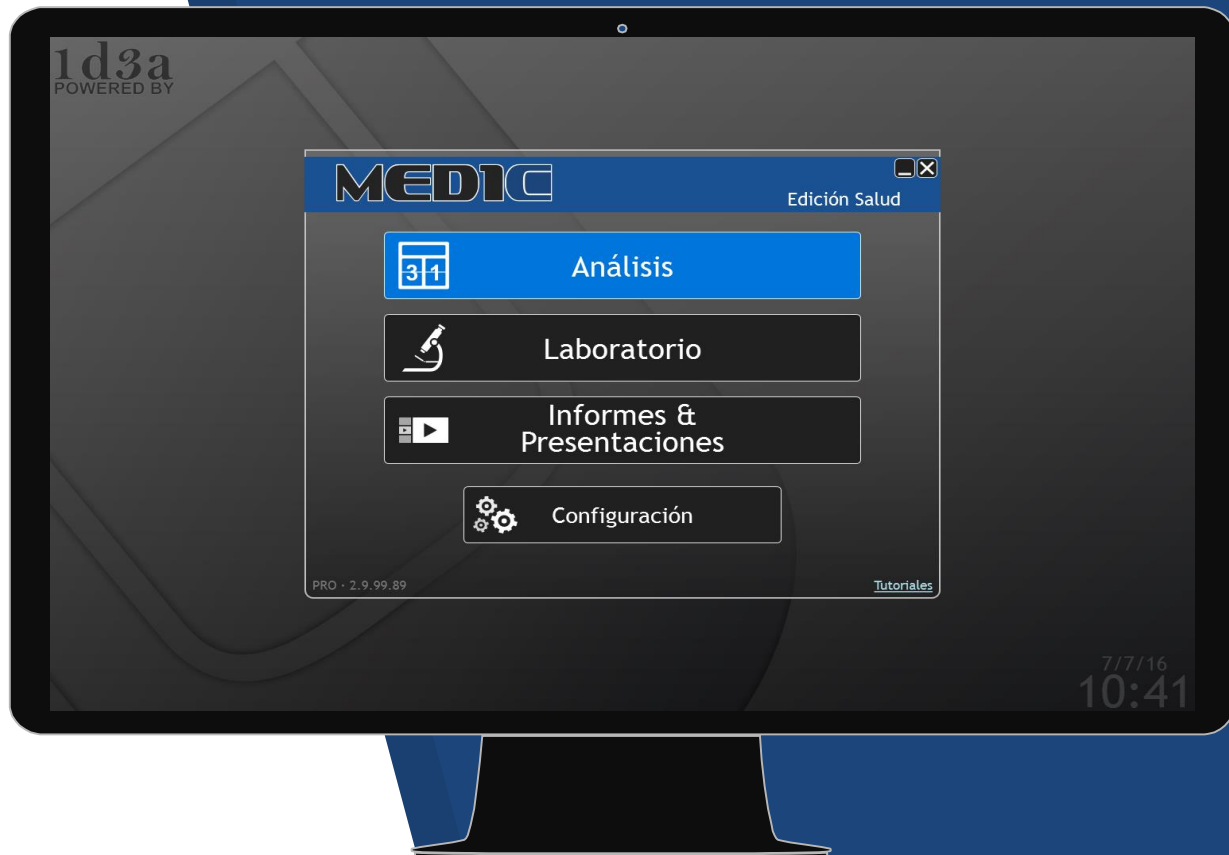 1d3a
POWERED BY
MED1C
Edición Salud
31
Análisis
Laboratorio
Informes &
Presentaciones
Configuración
PRO · 2.9.99.89
Tutoriales
7/7/16
10:41